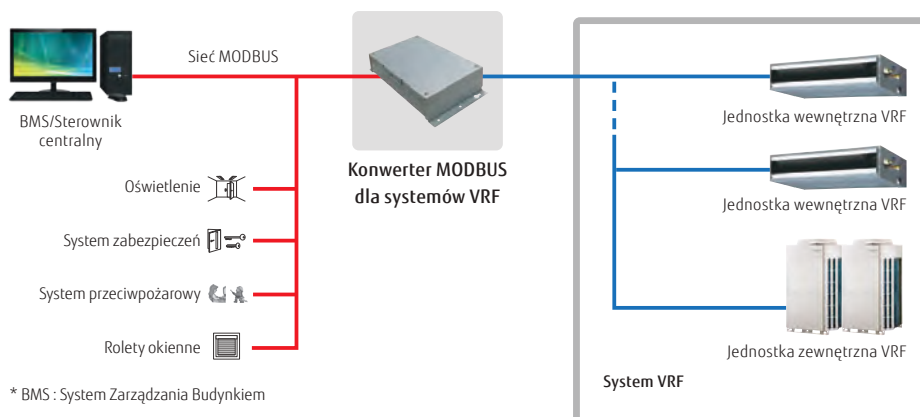 Sieć MODBUS
BMS/Sterownik
centralny
Konwerter MODBUS
dla systemów VRF
Oświetlenie
System zabezpieczeń
System przeciwpożarowy
Rolety okienne
Jednostka wewnętrzna VRF
Jednostka wewnętrzna VRF
Jednostka zewnętrzna VRF
System VRF
* BMS : System Zarządzania Budynkiem